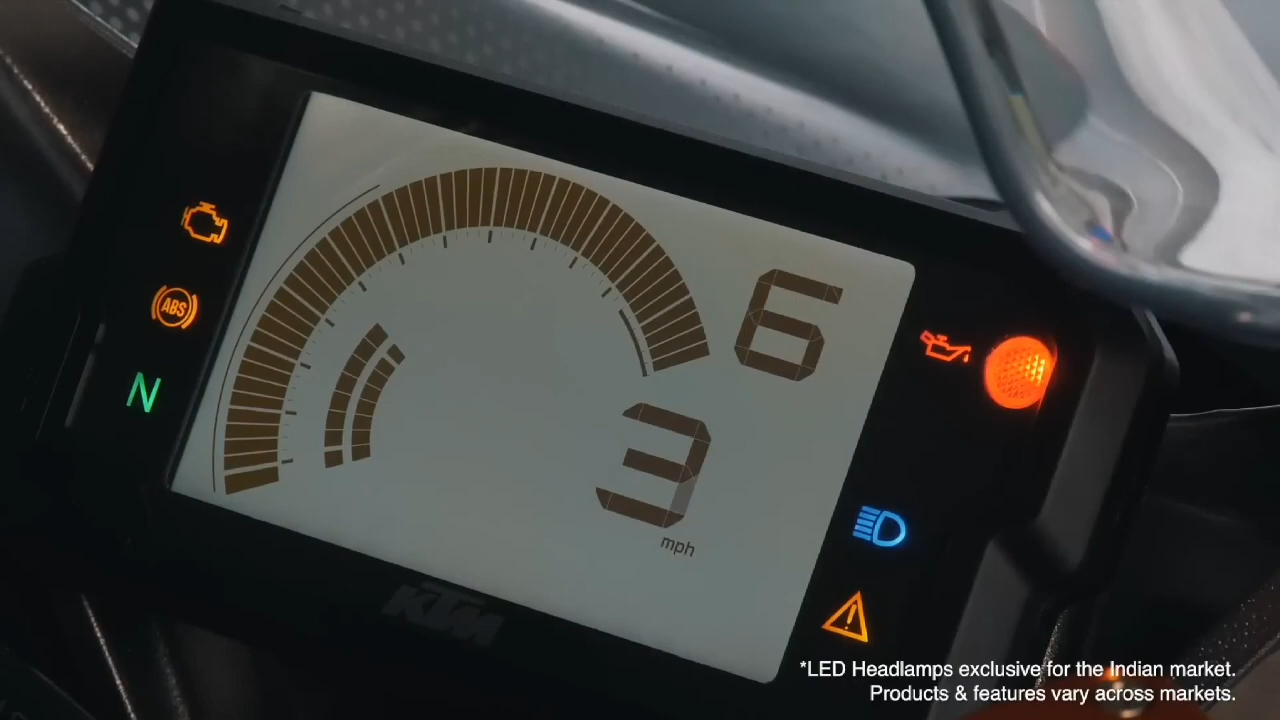 ABS
N
6
3
mph
KTM
*LED Headlamps exclusive for the Indian market.
Products & features vary across markets.